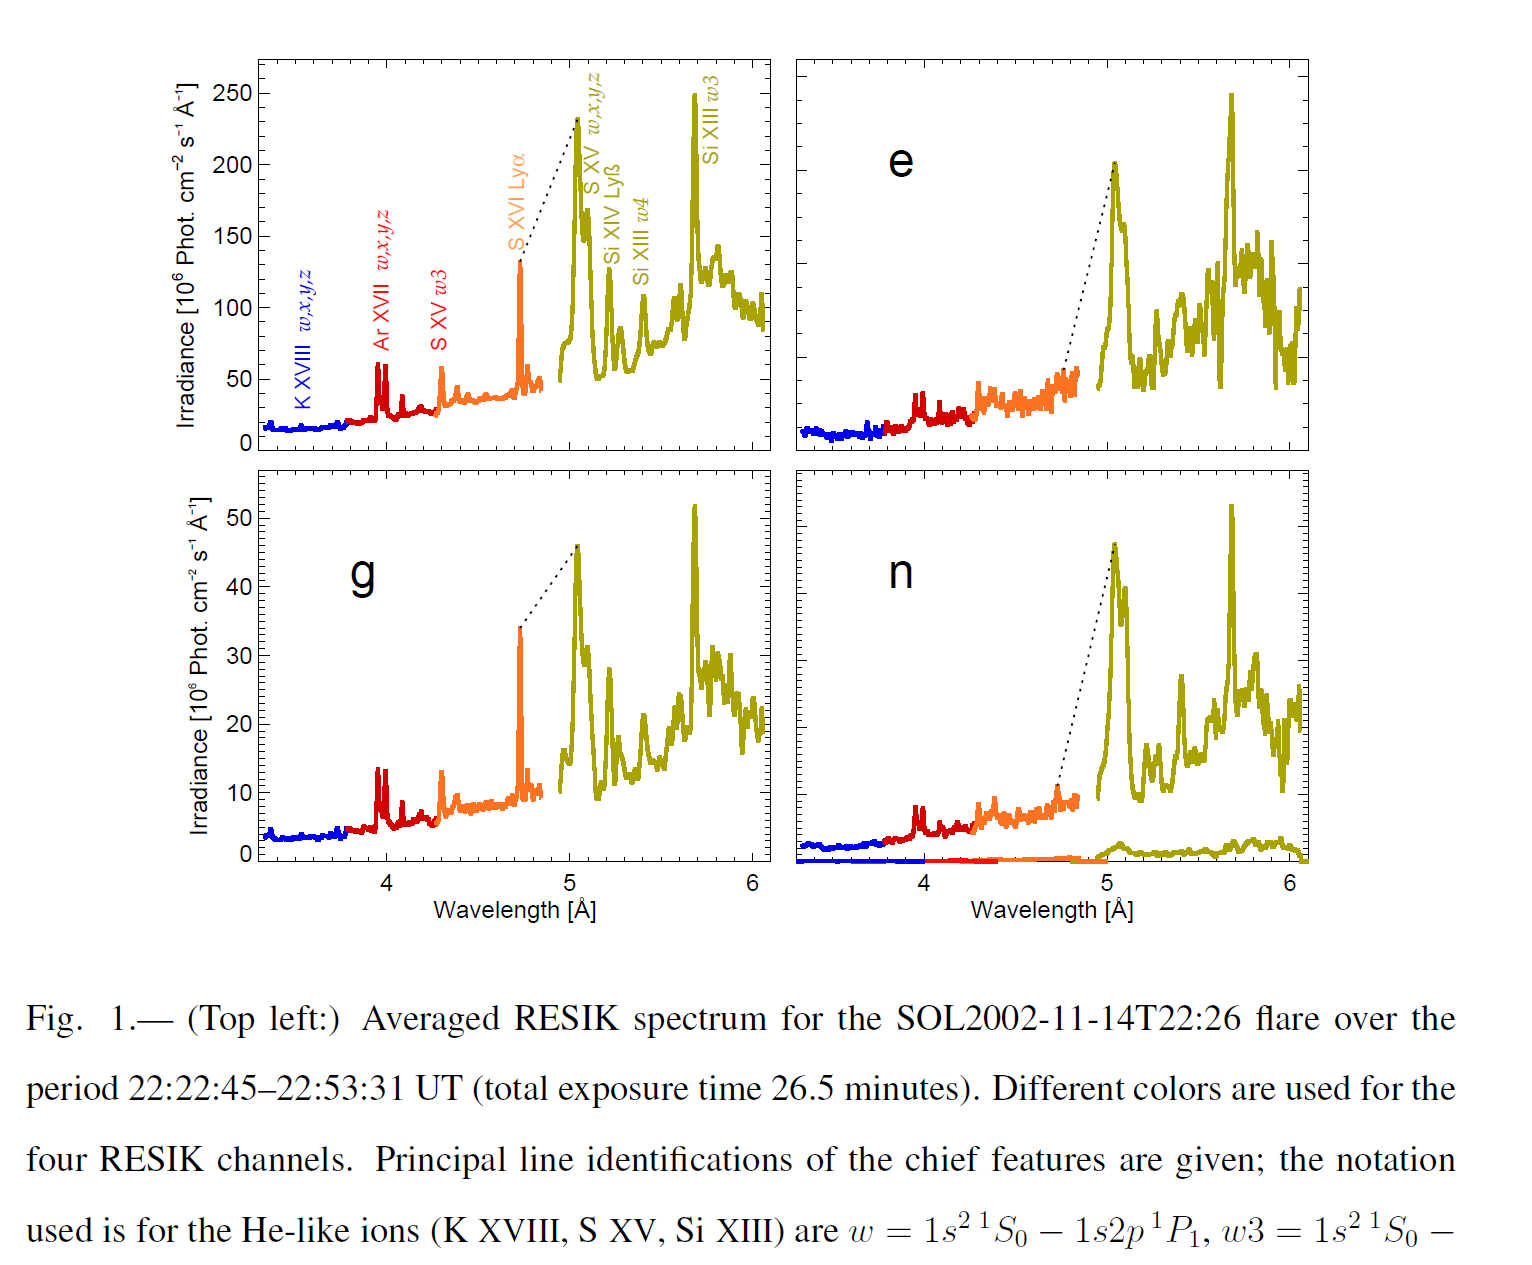 Irradiance [10⁶ Phot. cm⁻² s⁻¹ Å⁻¹]
250
200
150
100
50
0
K XVIII w,x,y,z
Ar XVII w,x,y,z
S XV w3
S XVI Lyα
S XV w,x,y,z
Si XIV Lyß
Si XIII w4
Si XIII w3
e
Irradiance [10⁶ Phot. cm⁻² s⁻¹ Å⁻¹]
50
40
30
20
10
0
g
n
4 5 6
4 5 6
Wavelength [Å]
Wavelength [Å]
Fig. 1.— (Top left:) Averaged RESIK spectrum for the SOL2002-11-14T22:26 flare over the
period 22:22:45–22:53:31 UT (total exposure time 26.5 minutes). Different colors are used for the
four RESIK channels. Principal line identifications of the chief features are given; the notation
used is for the He-like ions (K XVIII, S XV, Si XIII) are w = 1s² ¹S₀ − 1s2p ¹P₁, w3 = 1s² ¹S₀ −